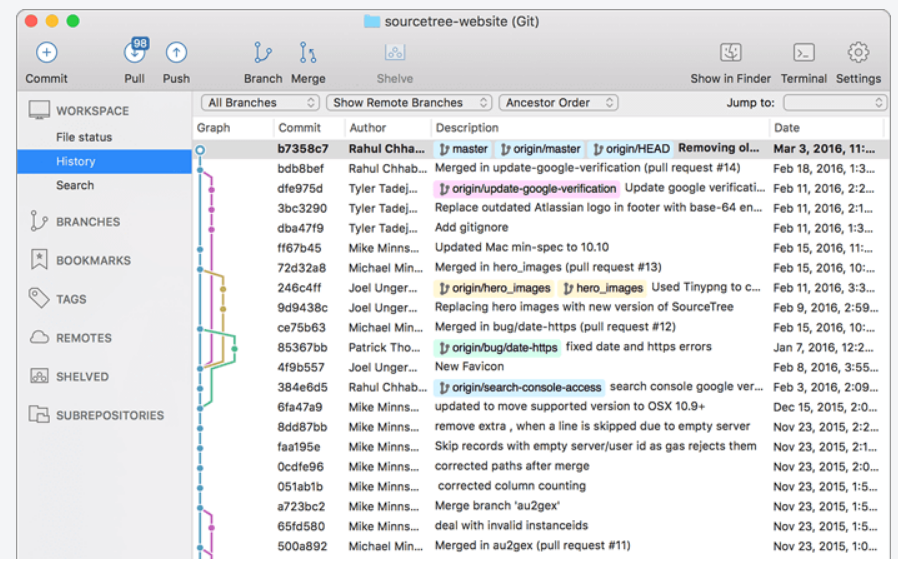 sourcetree-website (Git)
98
Commit Pull Push Branch Merge Shelve Show in Finder Terminal Settings
All Branches Show Remote Branches Ancestor Order Jump to:
WORKSPACE
File status
History
Search
BRANCHES
BOOKMARKS
TAGS
REMOTES
SHELVED
SUBREPOSITORIES
Graph Commit Author Description Date
b7358c7 Rahul Chha... master origin/master origin/HEAD Removing ol... Mar 3, 2016, 11:...
bdb8bef Rahul Chhab... Merged in update-google-verification (pull request #14) Feb 18, 2016, 1:3...
dfe975d Tyler Tadej... origin/update-google-verification Update google verificati... Feb 11, 2016, 2:2...
3bc3290 Tyler Tadej... Replace outdated Atlassian logo in footer with base-64 en... Feb 11, 2016, 2:1...
dba47f9 Tyler Tadej... Add gitignore Feb 11, 2016, 1:3...
ff67b45 Mike Minns... Updated Mac min-spec to 10.10 Feb 15, 2016, 11:...
72d32a8 Michael Min... Merged in hero_images (pull request #13) Feb 15, 2016, 10:...
246c4ff Joel Unger... origin/hero_images hero_images Used Tinypng to c... Feb 11, 2016, 3:3...
9d9438c Joel Unger... Replacing hero images with new version of SourceTree Feb 9, 2016, 2:59...
ce75b63 Michael Min... Merged in bug/date-https (pull request #12) Feb 15, 2016, 10:...
85367bb Patrick Tho... origin/bug/date-https fixed date and https errors Jan 7, 2016, 12:2...
4f9b557 Joel Unger... New Favicon Feb 8, 2016, 3:55...
384e6d5 Rahul Chhab... origin/search-console-access search console google ver... Feb 3, 2016, 2:09...
6fa47a9 Mike Minns... updated to move supported version to OSX 10.9+ Dec 15, 2015, 2:0...
8dd87bb Mike Minns... remove extra , when a line is skipped due to empty server Nov 23, 2015, 2:2...
faa195e Mike Minns... Skip records with empty server/user id as gas rejects them Nov 23, 2015, 2:1...
0cdfe96 Mike Minns... corrected paths after merge Nov 23, 2015, 2:0...
051ab1b Mike Minns... corrected column counting Nov 23, 2015, 1:5...
a723bc2 Mike Minns... Merge branch 'au2gex' Nov 23, 2015, 1:5...
65fd580 Mike Minns... deal with invalid instanceids Nov 23, 2015, 1:5...
500a892 Michael Min... Merged in au2gex (pull request #11) Nov 23, 2015, 1:0...